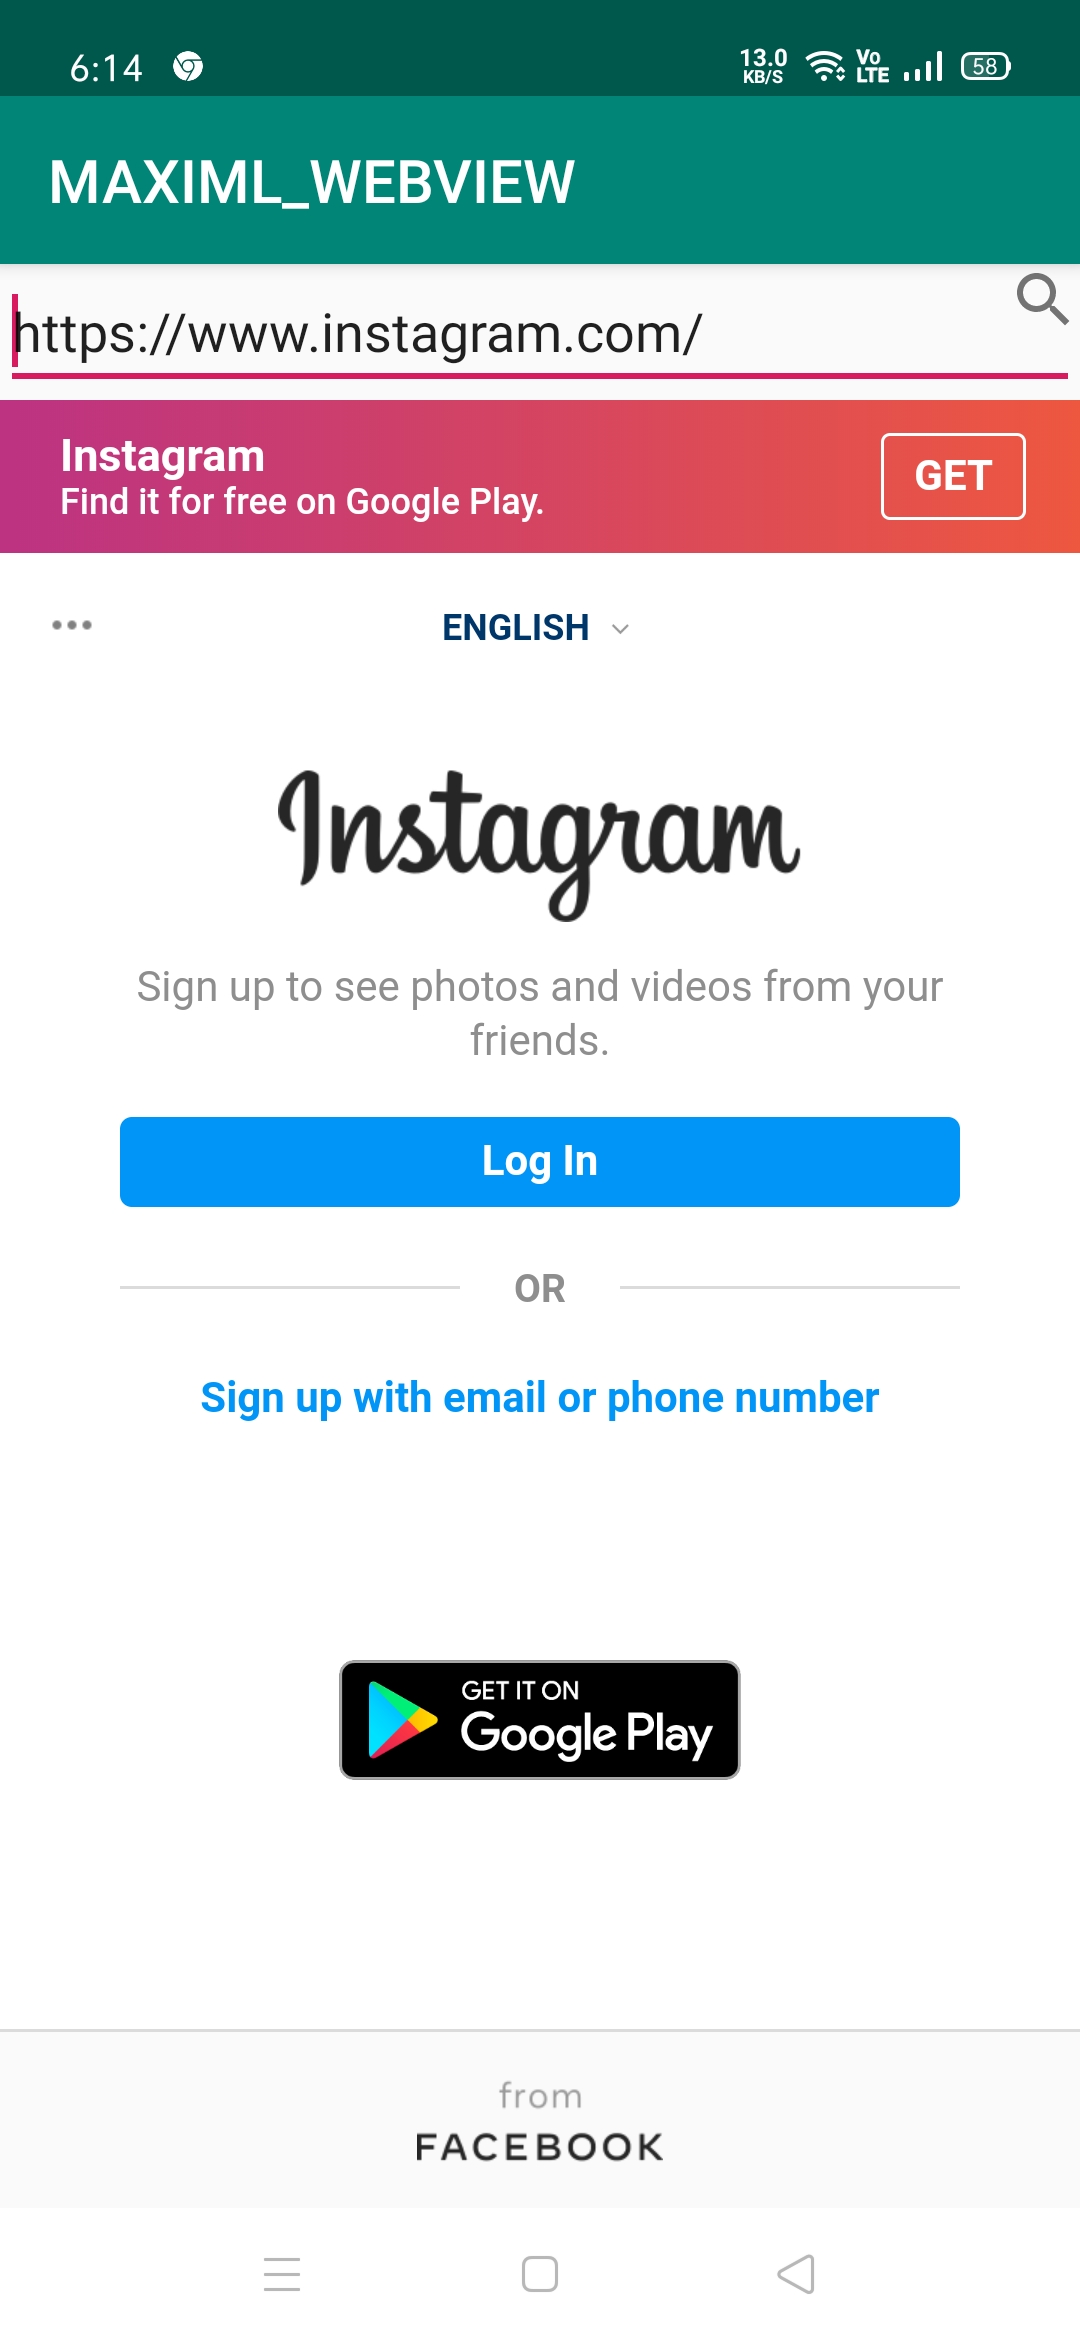 6:14
13.0 KB/S
Vo LTE
58
MAXIML_WEBVIEW
https://www.instagram.com/
Instagram
Find it for free on Google Play.
GET
ENGLISH
Instagram
Sign up to see photos and videos from your
friends.
Log In
OR
Sign up with email or phone number
GET IT ON
Google Play
from
FACEBOOK